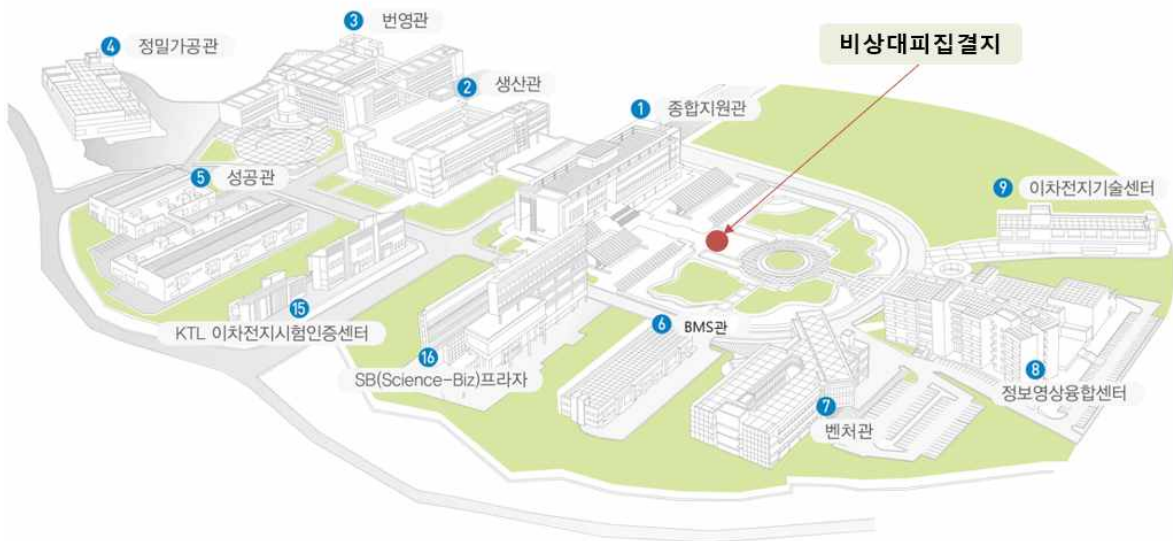 비상대피집결지
3 번영관
4 정밀가공관
2 생산관
1 종합지원관
5 성공관
9 이차전지기술센터
15
KTL 이차전지시험인증센터
6 BMS관
16
SB(Science-Biz)프라자
8
정보영상융합센터
7
벤처관